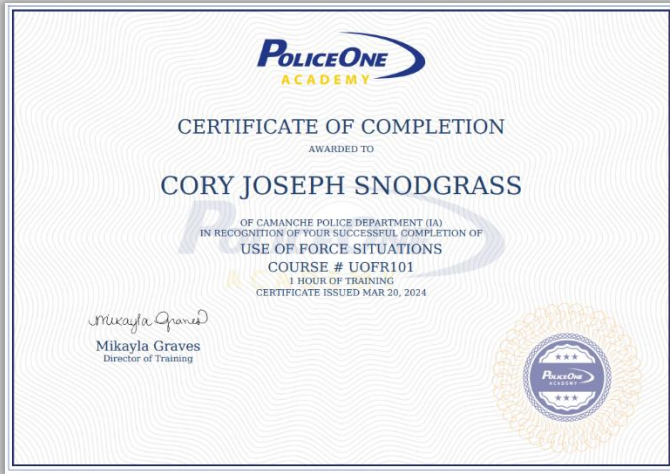 POLICEONE
ACADEMY
CERTIFICATE OF COMPLETION
AWARDED TO
CORY JOSEPH SNODGRASS
OF CAMANCHE POLICE DEPARTMENT (IA)
IN RECOGNITION OF YOUR SUCCESSFUL COMPLETION OF
USE OF FORCE SITUATIONS
COURSE # UOFR101
1 HOUR OF TRAINING
CERTIFICATE ISSUED MAR 20, 2024
Mikayla Graves
Mikayla Graves
Director of Training
POLICEONE
ACADEMY